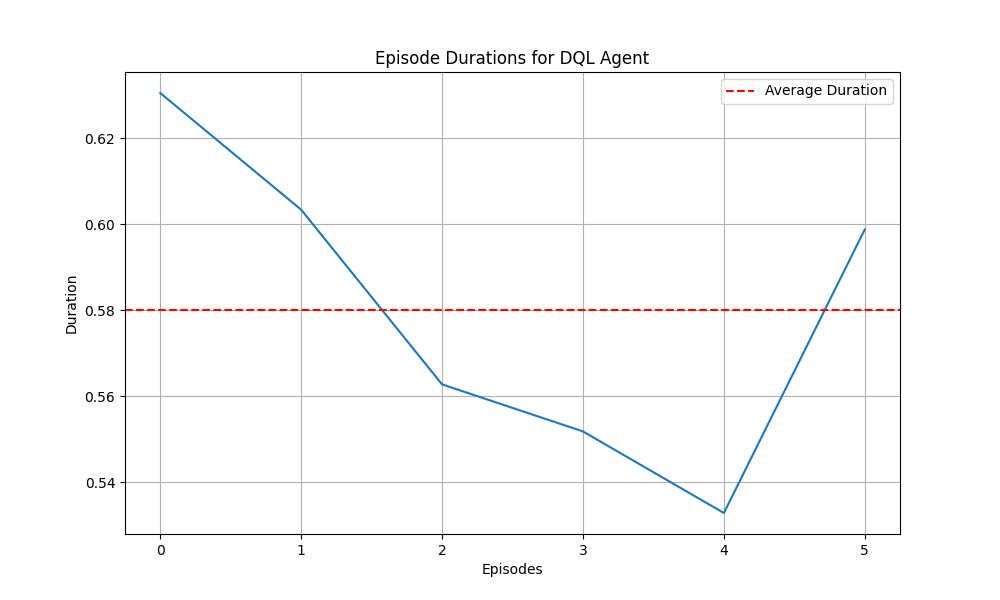 Episode Durations for DQL Agent
Average Duration
0.62
0.60
0.58
0.56
0.54
Duration
0 1 2 3 4 5
Episodes